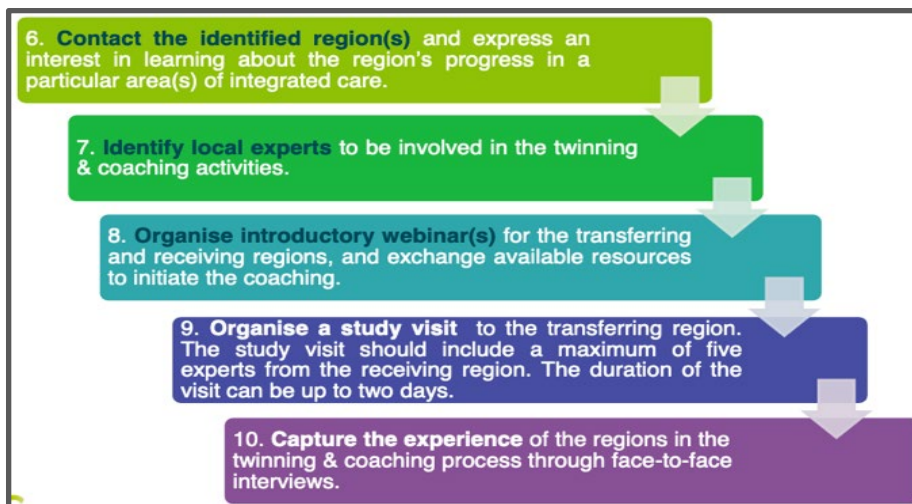 6. Contact the identified region(s) and express an
interest in learning about the region's progress in a
particular area(s) of integrated care.
7. Identify local experts to be involved in the twinning
& coaching activities.
8. Organise introductory webinar(s) for the transferring
and receiving regions, and exchange available resources
to initiate the coaching.
9. Organise a study visit to the transferring region.
The study visit should include a maximum of five
experts from the receiving region. The duration of the
visit can be up to two days.
10. Capture the experience of the regions in the
twinning & coaching process through face-to-face
interviews.